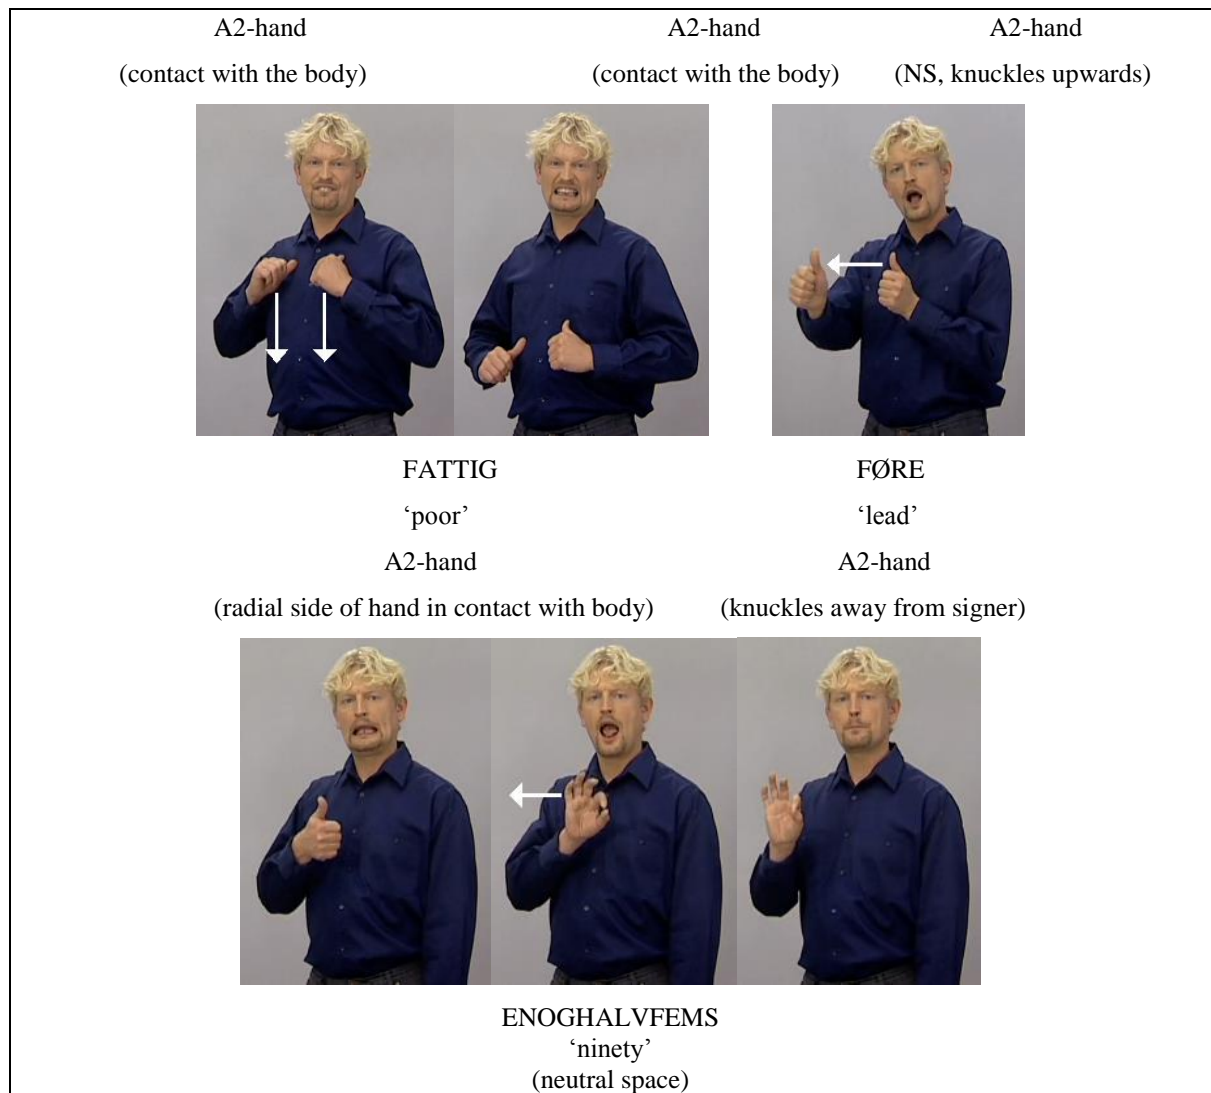 A2-hand A2-hand A2-hand
(contact with the body) (contact with the body) (NS, knuckles upwards)
FATTIG FØRE
‘poor’ ‘lead’
A2-hand A2-hand
(radial side of hand in contact with body) (knuckles away from signer)
ENOGHALVFEMS
‘ninety’
(neutral space)